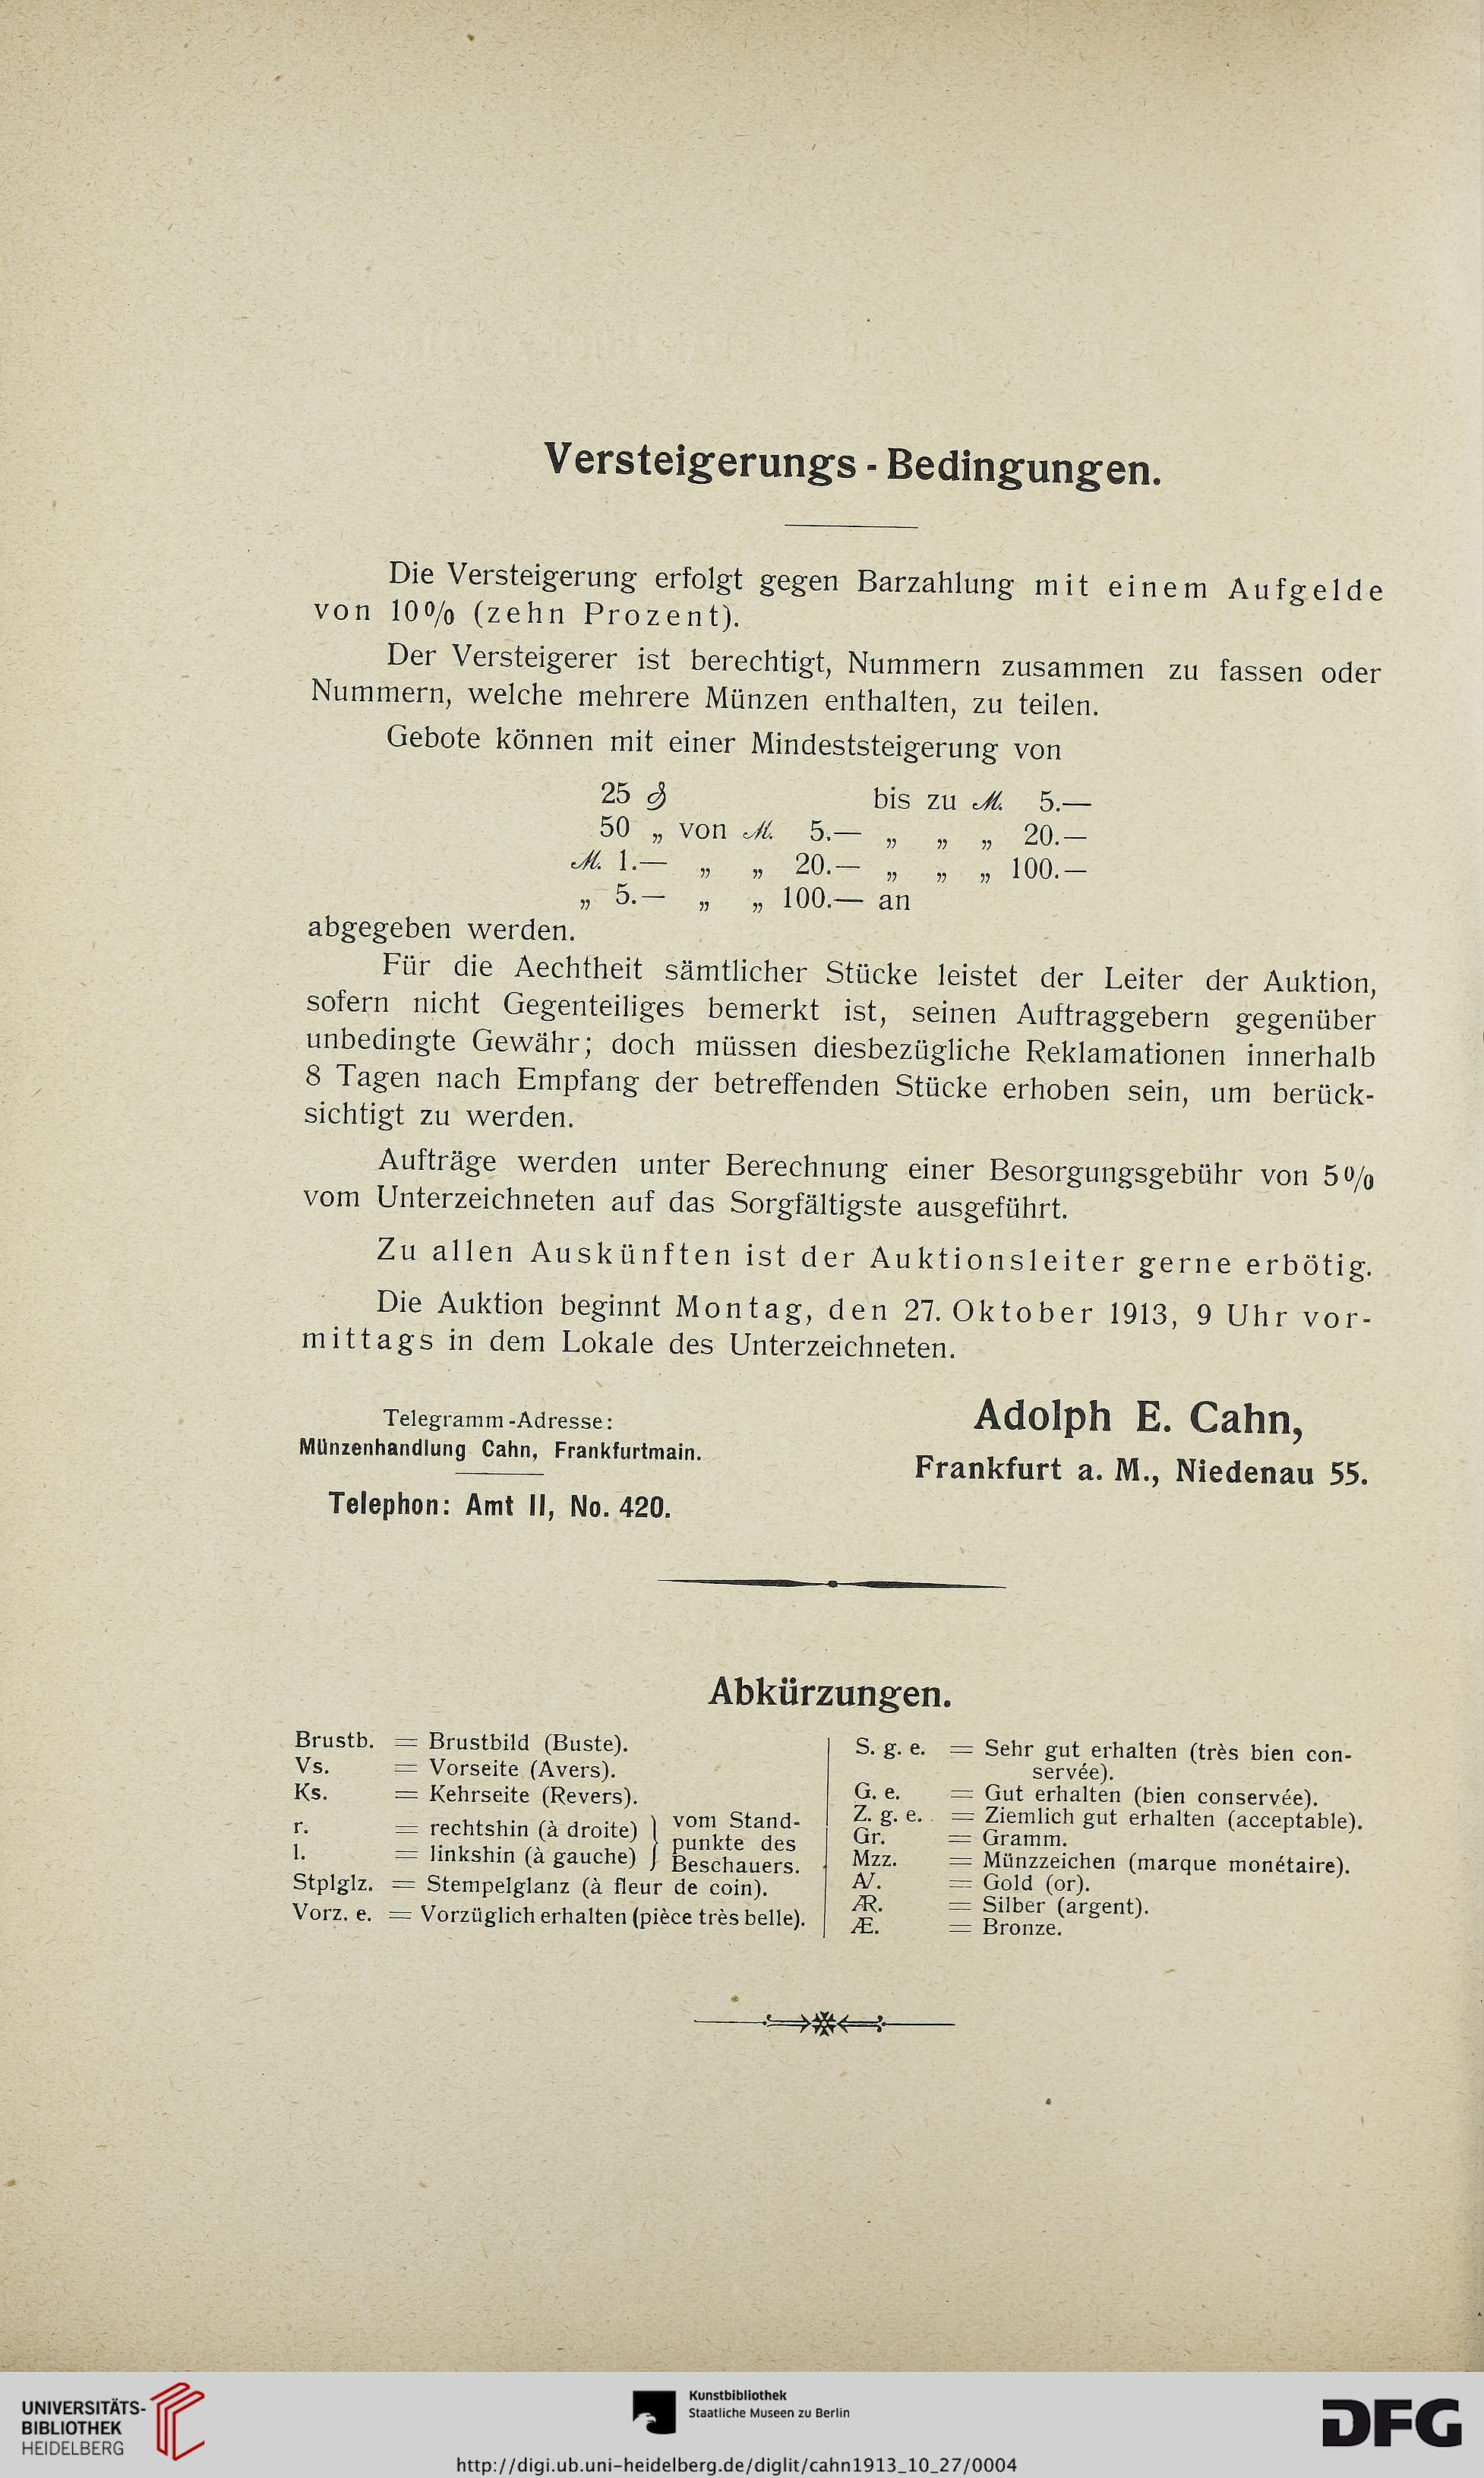 Versteigerungs-Bedingungen.
Die Versteigerung erfolgt gegen Barzahlung mit einem Aufgelde
von 10% (zehn Prozent).
Der Versteigerer ist berechtigt, Nummern zusammen zu fassen oder
Nummern, welche mehrere Münzen enthalten, zu teilen.
Gebote können mit einer Mindeststeigerung von
25 ₰ bis zu ℳ. 5.—
50 „ von ℳ. 5.— „ „ „ 20.—
ℳ. 1.— „ „ 20.— „ „ „ 100.—
„ 5.— „ „ 100.— an
abgegeben werden.
Für die Aechtheit sämtlicher Stücke leistet der Leiter der Auktion,
sofern nicht Gegenteiliges bemerkt ist, seinen Auftraggebern gegenüber
unbedingte Gewähr; doch müssen diesbezügliche Reklamationen innerhalb
8 Tagen nach Empfang der betreffenden Stücke erhoben sein, um berück-
sichtigt zu werden.
Aufträge werden unter Berechnung einer Besorgungsgebühr von 5%
vom Unterzeichneten auf das Sorgfältigste ausgeführt.
Zu allen Auskünften ist der Auktionsleiter gerne erbötig.
Die Auktion beginnt Montag, den 27. Oktober 1913, 9 Uhr vor-
mittags in dem Lokale des Unterzeichneten.
Telegramm-Adresse:
Münzenhandlung Cahn, Frankfurtmain.
Telephon: Amt II, No. 420.
Adolph E. Cahn,
Frankfurt a. M., Niedenau 55.
Abkürzungen.
Brustb. = Brustbild (Buste).
Vs. = Vorseite (Avers).
Ks. = Kehrseite (Revers).
r. = rechtshin (à droite)
l. = linkshin (à gauche)
vom Stand-
punkte des
Beschauers.
Stplglz. = Stempelglanz (à fleur de coin).
Vorz. e. = Vorzüglich erhalten (pièce très belle).
S. g. e. = Sehr gut erhalten (très bien con-
servée).
G. e. = Gut erhalten (bien conservée).
Z. g. e. = Ziemlich gut erhalten (acceptable).
Gr. = Gramm.
Mzz. = Münzzeichen (marque monétaire).
AV. = Gold (or).
AR. = Silber (argent).
Æ. = Bronze.
UNIVERSITÄTS-
BIBLIOTHEK
HEIDELBERG
Kunstbibliothek
Staatliche Museen zu Berlin
DFG
http://digi.ub.uni-heidelberg.de/diglit/cahn1913_10_27/0004